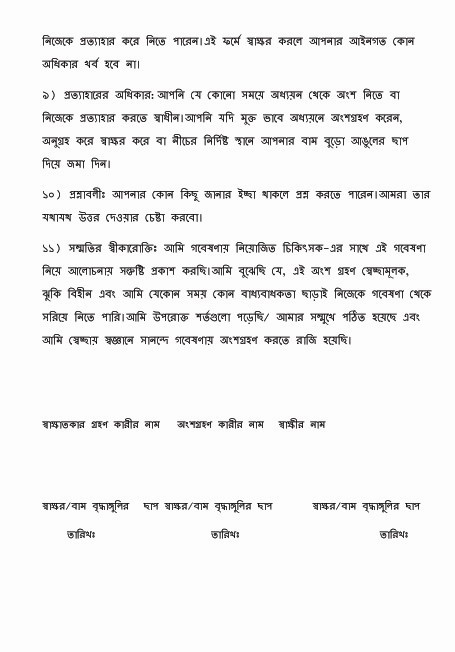 নিজেকে প্রত্যাহার করে নিতে পারেন।এই ফর্মে স্বাক্ষর করলে আপনার আইনগত কোন
অধিকার খর্ব হবে না।
৯) প্রত্যাহারের অধিকার: আপনি যে কোনো সময়ে অধ্যয়ন থেকে অংশ নিতে বা
নিজেকে প্রত্যাহার করতে স্বাধীন।আপনি যদি মুক্ত ভাবে অধ্যয়নে অংশগ্রহণ করেন,
অনুগ্রহ করে স্বাক্ষর করে বা নীচের নির্দিষ্ট স্থানে আপনার বাম বুড়ো আঙুলের ছাপ
দিয়ে জমা দিন।
১০) প্রশ্নাবলী: আপনার কোন কিছু জানার ইচ্ছা থাকলে প্রশ্ন করতে পারেন।আমরা তার
যথাযথ উত্তর দেওয়ার চেষ্টা করবো।
১১) সম্মতির স্বীকারোক্তি: আমি গবেষণায় নিয়োজিত চিকিৎসক-এর সাথে এই গবেষণা
নিয়ে আলোচনায় সন্তুষ্টি প্রকাশ করছি।আমি বুঝেছি যে, এই অংশ গ্রহণ স্বেচ্ছামূলক,
ঝুকি বিহীন এবং আমি যেকোন সময় কোন বাধ্যবাধকতা ছাড়াই নিজেকে গবেষণা থেকে
সরিয়ে নিতে পারি।আমি উপরোক্ত শর্তগুলো পড়েছি/ আমার সন্মুখে পঠিত হয়েছে এবং
আমি স্বেচ্ছায় স্বজ্ঞানে সানন্দে গবেষণায় অংশগ্রহণ করতে রাজি হয়েছি।
স্বাক্ষাতকার গ্রহণ কারীর নাম অংশগ্রহণ কারীর নাম স্বাক্ষীর নাম
স্বাক্ষর/বাম বৃদ্ধাঙ্গুলির ছাপ স্বাক্ষর/বাম বৃদ্ধাঙ্গুলির ছাপ স্বাক্ষর/বাম বৃদ্ধাঙ্গুলির ছাপ
তারিখঃ তারিখঃ তারিখঃ